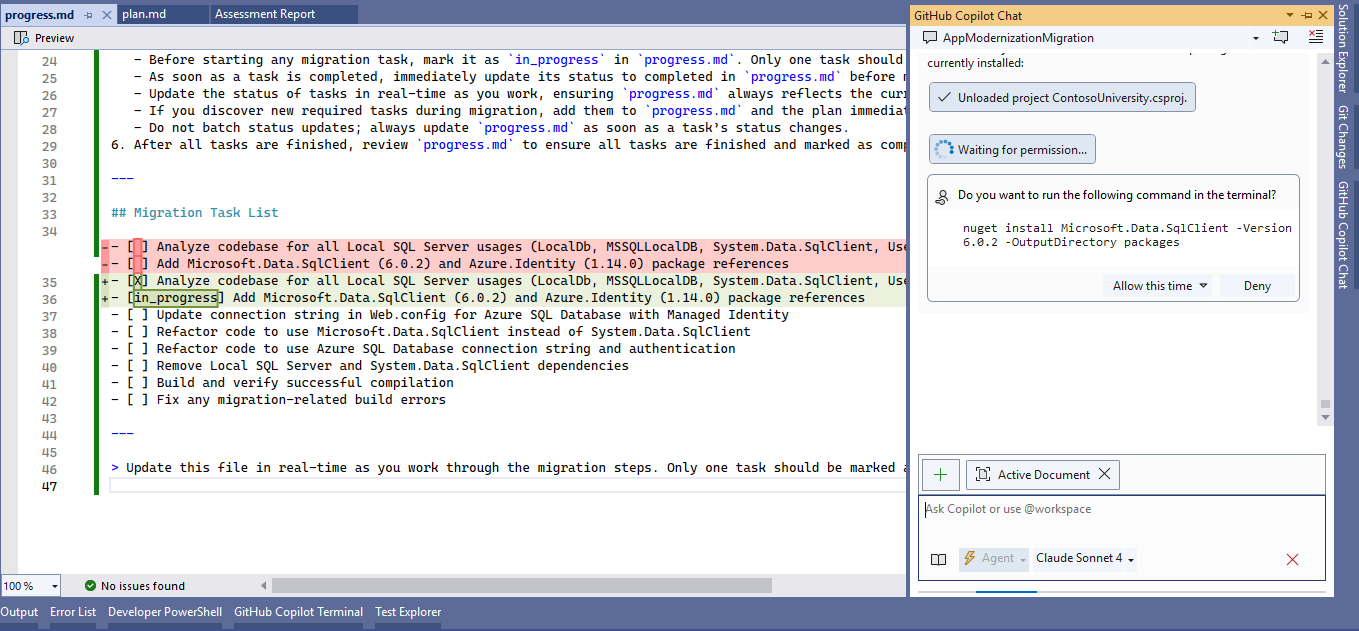 progress.md
plan.md
Assessment Report
Preview
24 - Before starting any migration task, mark it as `in_progress` in `progress.md`. Only one task should
25 - As soon as a task is completed, immediately update its status to completed in `progress.md` before
26 - Update the status of tasks in real-time as you work, ensuring `progress.md` always reflects the
27 - If you discover new required tasks during migration, add them to `progress.md` and the plan
28 - Do not batch status updates; always update `progress.md` as soon as a task's status changes.
29 6. After all tasks are finished, review `progress.md` to ensure all tasks are finished and marked as
30
31 ---
32
33 ## Migration Task List
34
- - [ ] Analyze codebase for all Local SQL Server usages (LocalDb, MSSQLLocalDB, System.Data.SqlClient,
- - [ ] Add Microsoft.Data.SqlClient (6.0.2) and Azure.Identity (1.14.0) package references
35 + - [X] Analyze codebase for all Local SQL Server usages (LocalDb, MSSQLLocalDB, System.Data.SqlClient,
36 + - [in_progress] Add Microsoft.Data.SqlClient (6.0.2) and Azure.Identity (1.14.0) package references
37 - [ ] Update connection string in Web.config for Azure SQL Database with Managed Identity
38 - [ ] Refactor code to use Microsoft.Data.SqlClient instead of System.Data.SqlClient
39 - [ ] Refactor code to use Azure SQL Database connection string and authentication
40 - [ ] Remove Local SQL Server and System.Data.SqlClient dependencies
41 - [ ] Build and verify successful compilation
42 - [ ] Fix any migration-related build errors
43
44 ---
45
46 > Update this file in real-time as you work through the migration steps. Only one task should be marked
47
100 %
No issues found
Output
Error List
Developer PowerShell
GitHub Copilot Terminal
Test Explorer
GitHub Copilot Chat
AppModernizationMigration
currently installed:
Unloaded project ContosoUniversity.csproj.
Waiting for permission...
Do you want to run the following command in the terminal?
nuget install Microsoft.Data.SqlClient -Version
6.0.2 -OutputDirectory packages
Allow this time
Deny
Active Document
Ask Copilot or use @workspace
Agent
Claude Sonnet 4
Solution Explorer
Git Changes
GitHub Copilot Chat